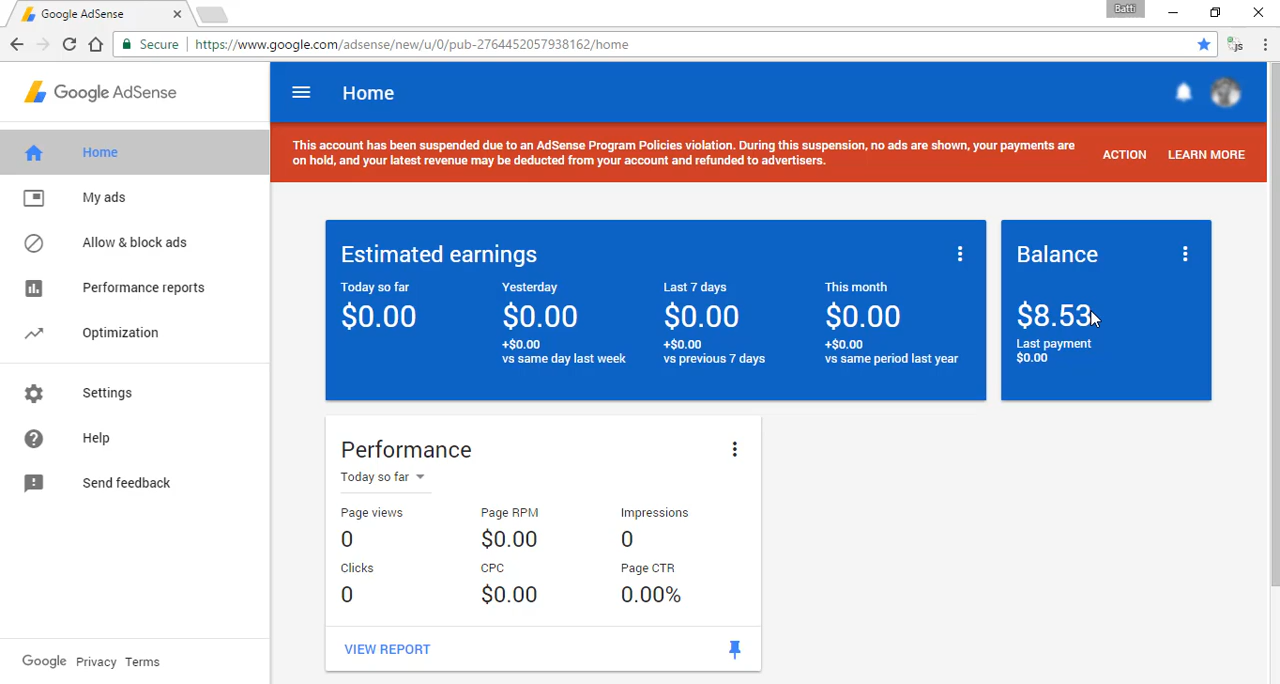 Google AdSense
Batti
Secure
https://www.google.com/adsense/new/u/0/pub-2764452057938162/home
js
Google AdSense
Home
This account has been suspended due to an AdSense Program Policies violation. During this suspension, no ads are shown, your payments are
on hold, and your latest revenue may be deducted from your account and refunded to advertisers.
ACTION
LEARN MORE
Home
My ads
Allow & block ads
Performance reports
Optimization
Settings
Help
Send feedback
Google Privacy Terms
Estimated earnings
Today so far
$0.00
Yesterday
$0.00
+$0.00
vs same day last week
Last 7 days
$0.00
+$0.00
vs previous 7 days
This month
$0.00
+$0.00
vs same period last year
Balance
$8.53
Last payment
$0.00
Performance
Today so far
Page views
0
Page RPM
$0.00
Impressions
0
Clicks
0
CPC
$0.00
Page CTR
0.00%
VIEW REPORT